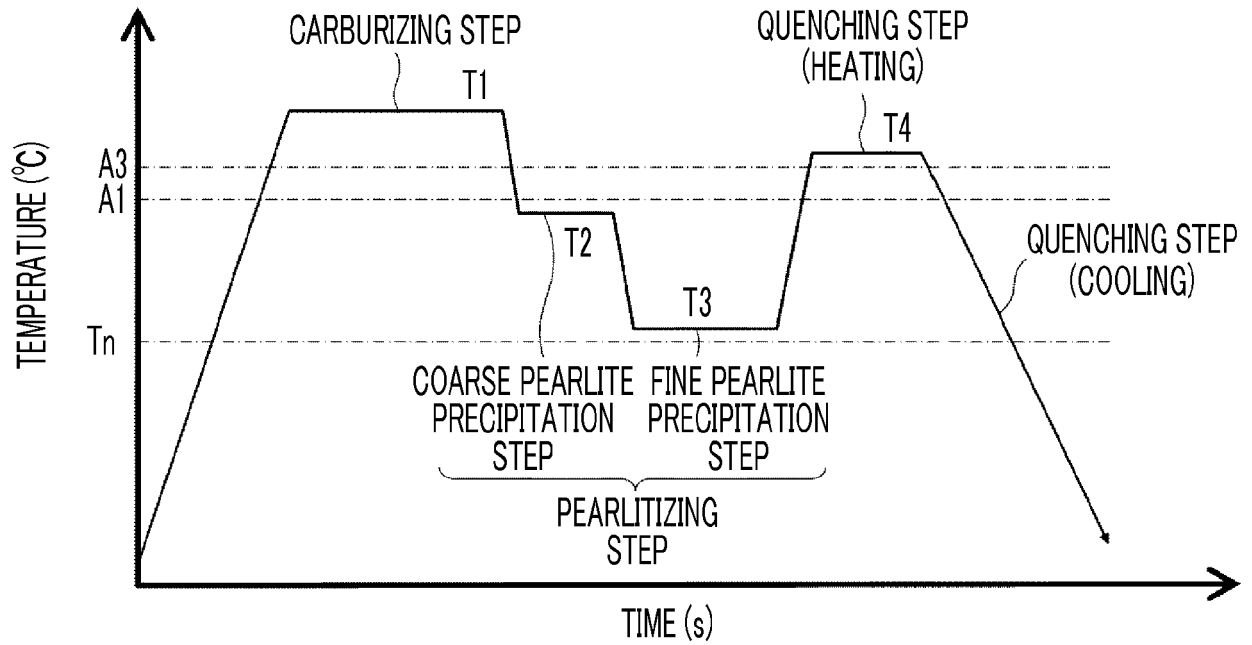 CARBURIZING STEP
QUENCHING STEP
(HEATING)
T1
T4
A3
A1
TEMPERATURE (°C)
T2
QUENCHING STEP
(COOLING)
T3
Tn
COARSE PEARLITE
PRECIPITATION
STEP
FINE PEARLITE
PRECIPITATION
STEP
PEARLITIZING
STEP
TIME (s)